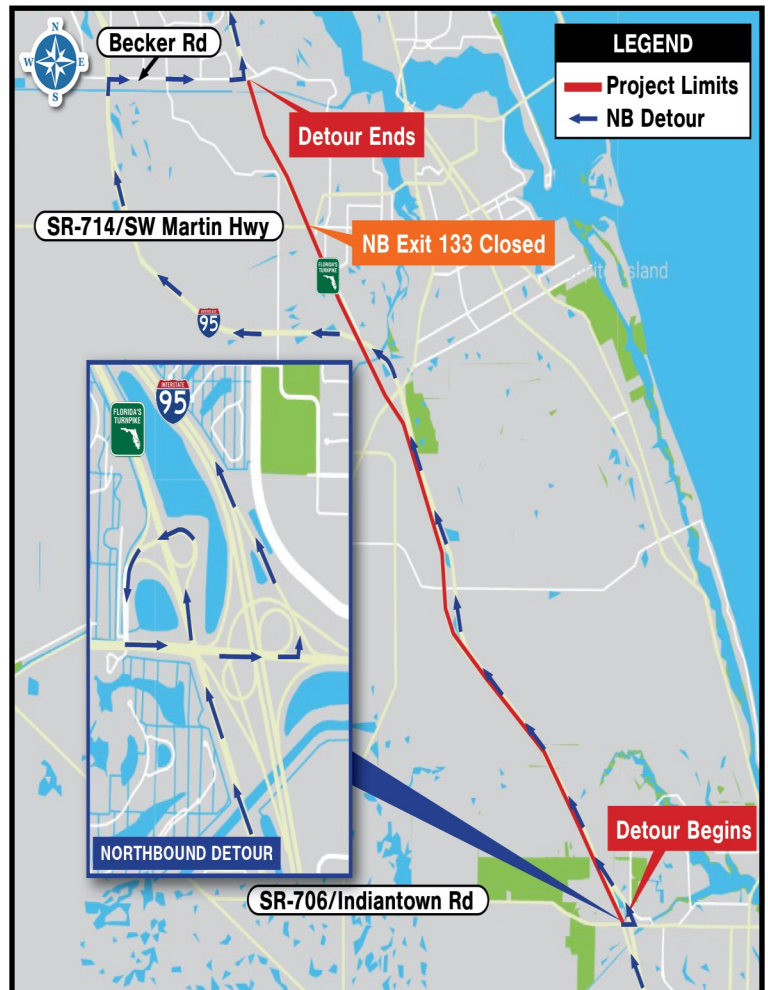 N
W E
S
Becker Rd
LEGEND
Project Limits
NB Detour
Detour Ends
SR-714/SW Martin Hwy
NB Exit 133 Closed
FLORIDA'S
TURNPIKE
Island
INTERSTATE
95
INTERSTATE
95
FLORIDA'S
TURNPIKE
NORTHBOUND DETOUR
Detour Begins
SR-706/Indiantown Rd